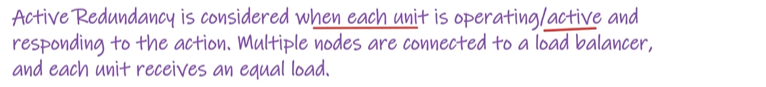 Active Redundancy is considered when each unit is operating/active and
responding to the action. Multiple nodes are connected to a load balancer,
and each unit receives an equal load.